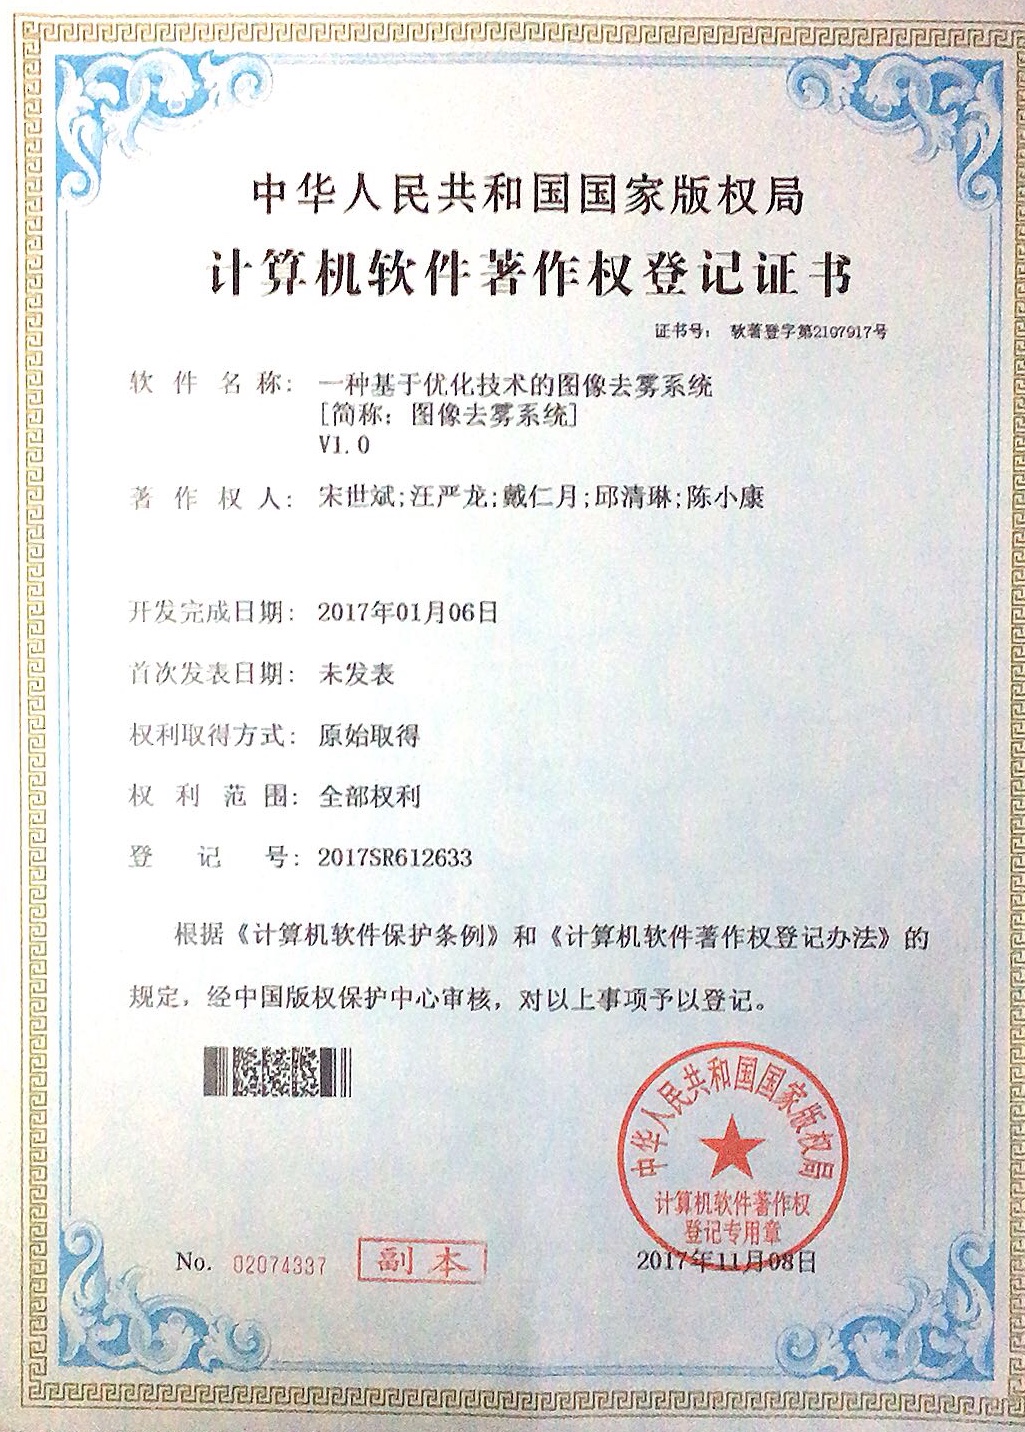 中华人民共和国国家版权局
计算机软件著作权登记证书
证书号： 软著登字第2197917号
软件名称： 一种基于优化技术的图像去雾系统
[简称：图像去雾系统]
V1.0
著作权人： 宋世斌;汪严龙;戴仁月;邱清琳;陈小康
开发完成日期： 2017年01月06日
首次发表日期： 未发表
权利取得方式： 原始取得
权利范围： 全部权利
登记号： 2017SR612633
根据《计算机软件保护条例》和《计算机软件著作权登记办法》的
规定，经中国版权保护中心审核，对以上事项予以登记。
中华人民共和国国家版权局
计算机软件著作权
登记专用章
No. 02074337
副本
2017年11月08日